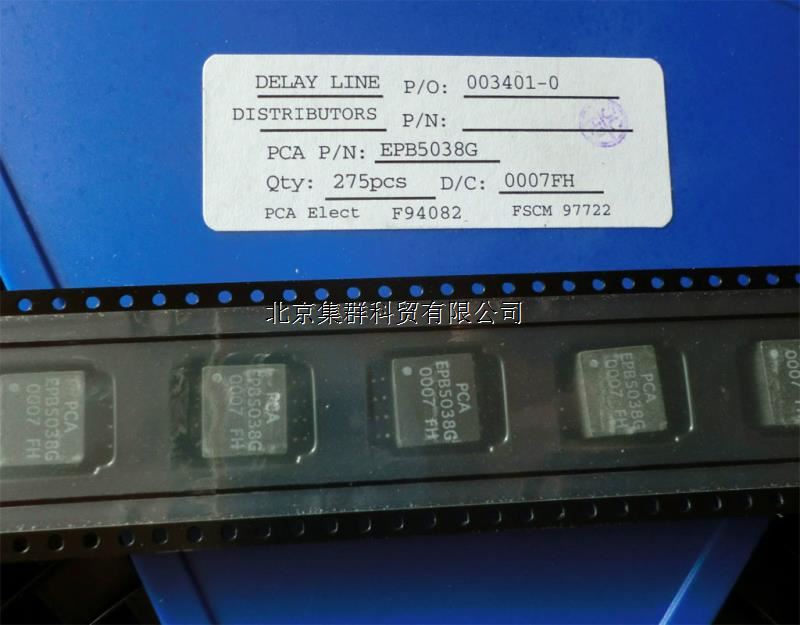 DELAY LINE P/O: 003401-0
DISTRIBUTORS P/N:
PCA P/N: EPB5038G
Qty: 275pcs D/C: 0007FH
PCA Elect F94082 FSCM 97722
北京集群科贸有限公司
PCA
EPB5038G
0007 FH
PCA
EPB5038G
0007 FH
PCA
EPB5038G
0007 FH
PCA
EPB5038G
0007 FH
0007